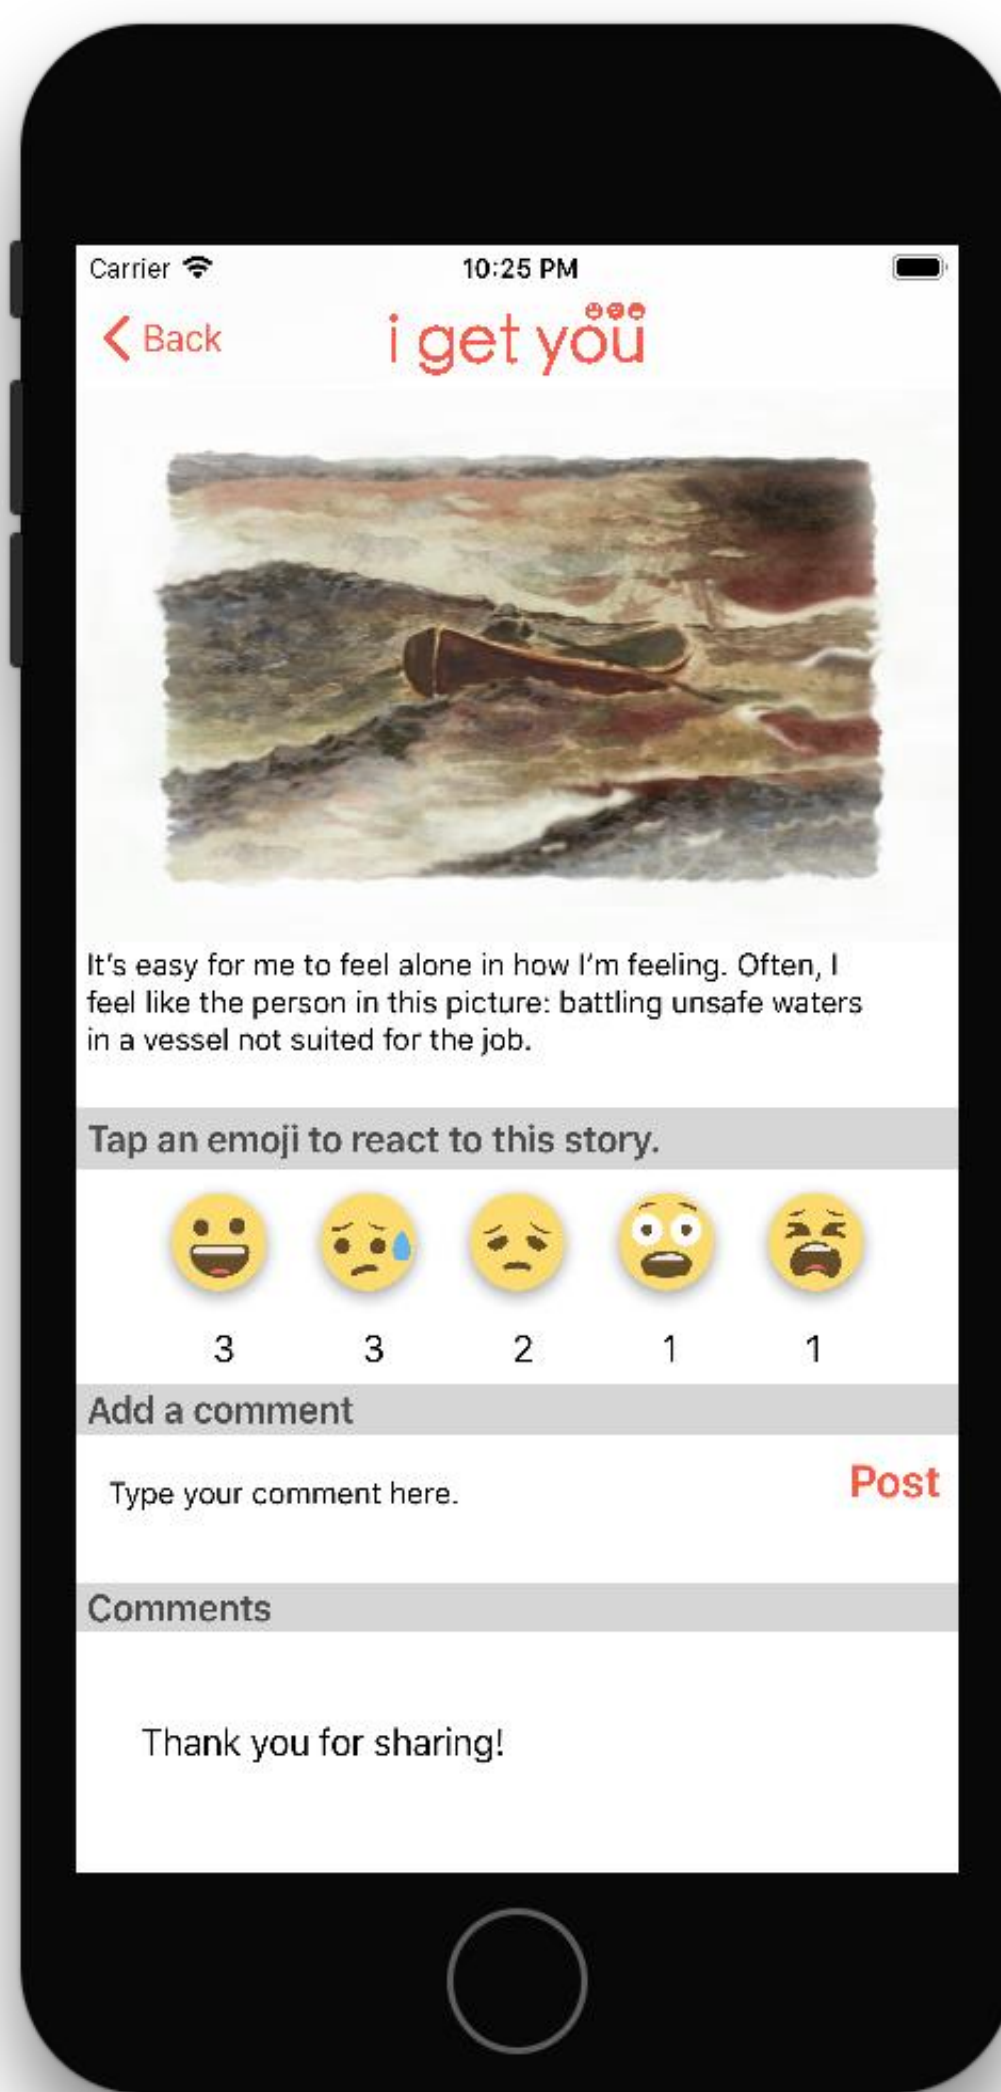 Carrier 10:25 PM
Back i get you
It's easy for me to feel alone in how I'm feeling. Often, I
feel like the person in this picture: battling unsafe waters
in a vessel not suited for the job.
Tap an emoji to react to this story.
3 3 2 1 1
Add a comment
Type your comment here. Post
Comments
Thank you for sharing!